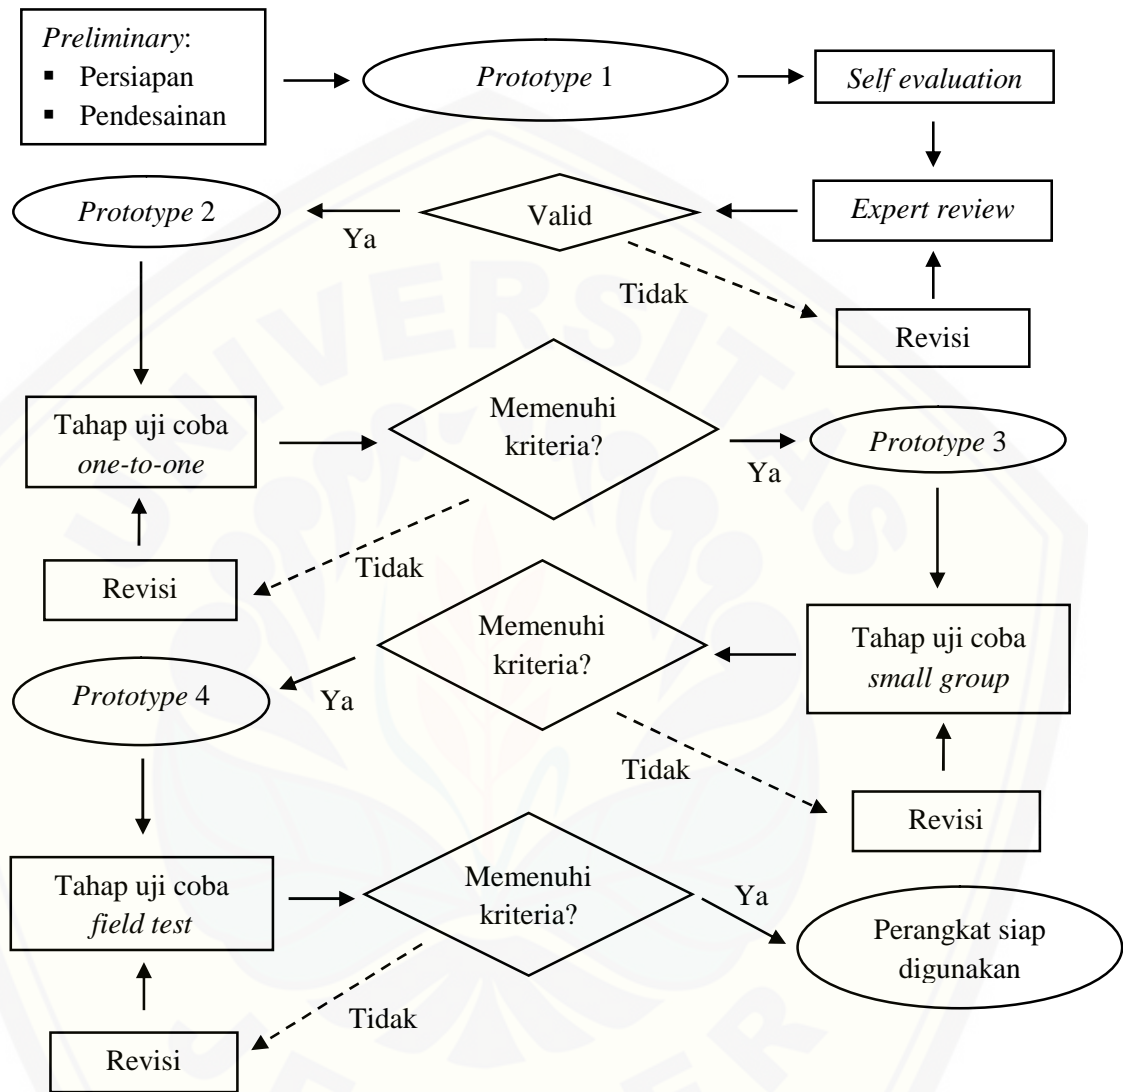 Preliminary:
▪ Persiapan
▪ Pendesainan
Prototype 1
Self evaluation
Prototype 2
Ya
Valid
Expert review
Tidak
Revisi
Tahap uji coba
one-to-one
Memenuhi
kriteria?
Ya
Prototype 3
Revisi
Tidak
Memenuhi
kriteria?
Tahap uji coba
small group
Prototype 4
Ya
Tidak
Revisi
Tahap uji coba
field test
Memenuhi
kriteria?
Ya
Perangkat siap
digunakan
Tidak
Revisi
UNIVERSITAS